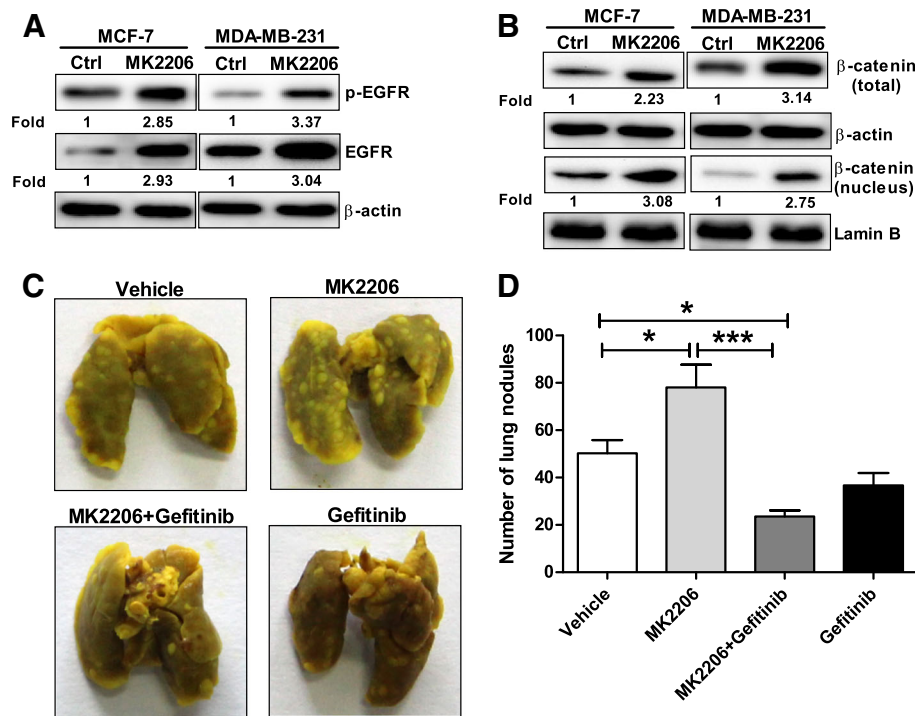 A
MCF-7 MDA-MB-231
Ctrl MK2206 Ctrl MK2206
p-EGFR
Fold 1 2.85 1 3.37
EGFR
Fold 1 2.93 1 3.04
β-actin
B
MCF-7 MDA-MB-231
Ctrl MK2206 Ctrl MK2206
β-catenin
(total)
Fold 1 2.23 1 3.14
β-actin
β-catenin
(nucleus)
Fold 1 3.08 1 2.75
Lamin B
C
Vehicle MK2206
MK2206+Gefitinib Gefitinib
D
*
* ***
Number of lung nodules
100
80
60
40
20
0
Vehicle
MK2206
MK2206+Gefitinib
Gefitinib